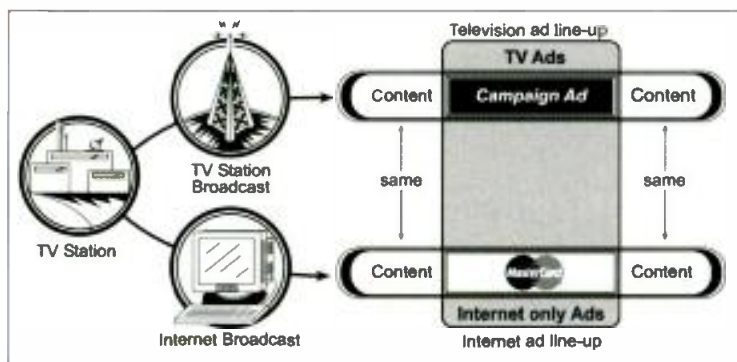 Television ad line-up
TV Ads
Content
Campaign Ad
Content
TV Station
Broadcast
same
same
TV Station
Content
MasterCard
Content
Internet only Ads
Internet Broadcast
Internet ad line-up